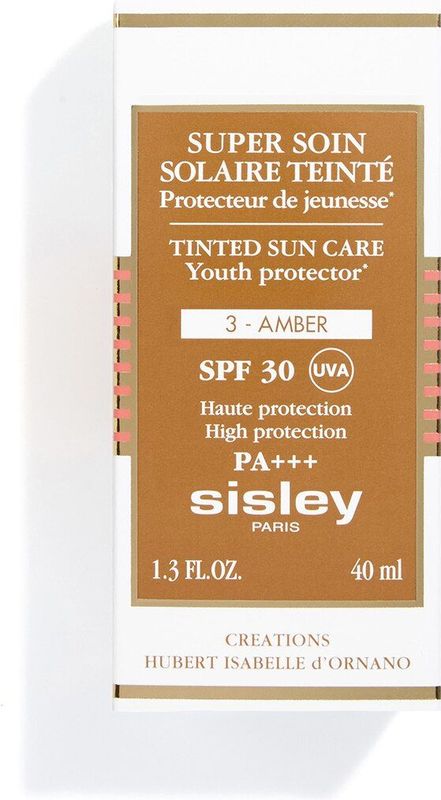 SUPER SOIN
SOLAIRE TEINTÉ
Protecteur de jeunesse*
TINTED SUN CARE
Youth protector*
3 - AMBER
SPF 30 UVA
Haute protection
High protection
PA+++
sisley
PARIS
1.3 FL.OZ. 40 ml
CREATIONS
HUBERT ISABELLE d'ORNANO